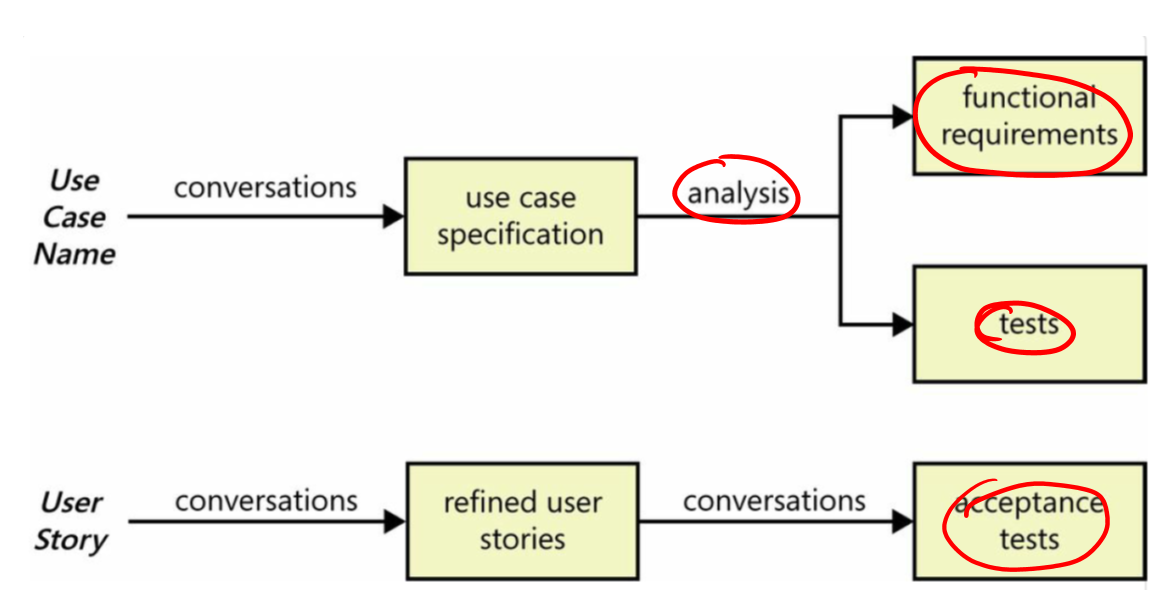 Use
Case
Name
conversations
use case
specification
analysis
functional
requirements
tests
User
Story
conversations
refined user
stories
conversations
acceptance
tests